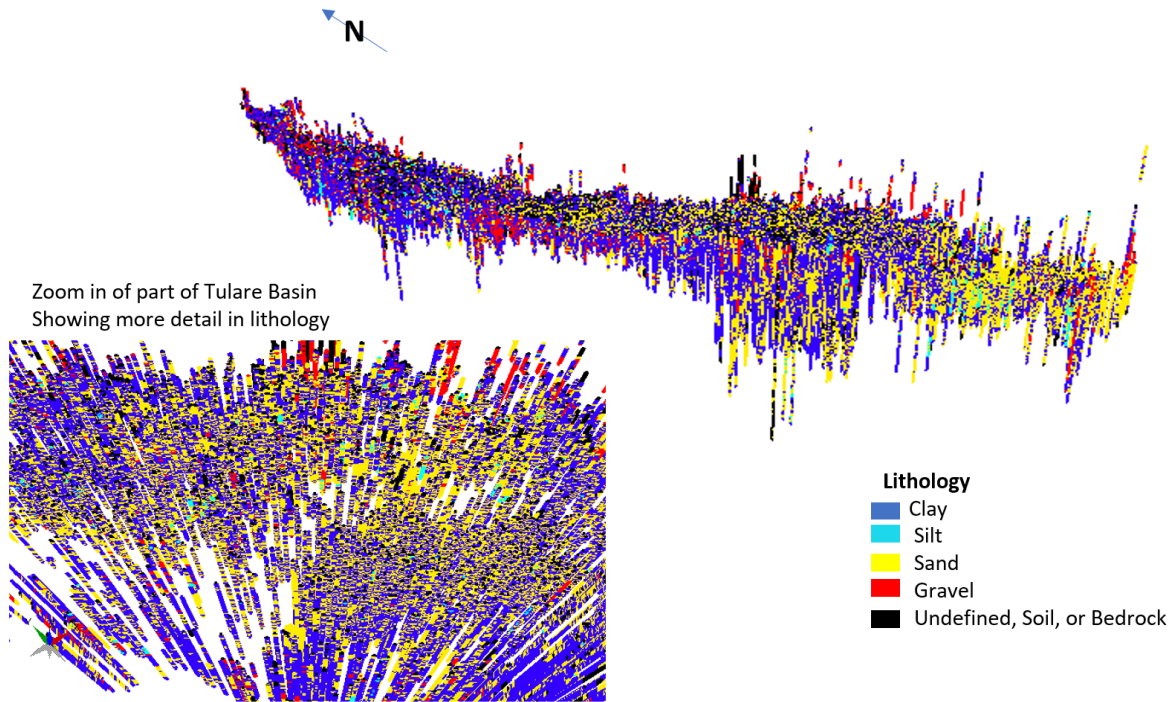 N
Zoom in of part of Tulare Basin
Showing more detail in lithology
Lithology
Clay
Silt
Sand
Gravel
Undefined, Soil, or Bedrock